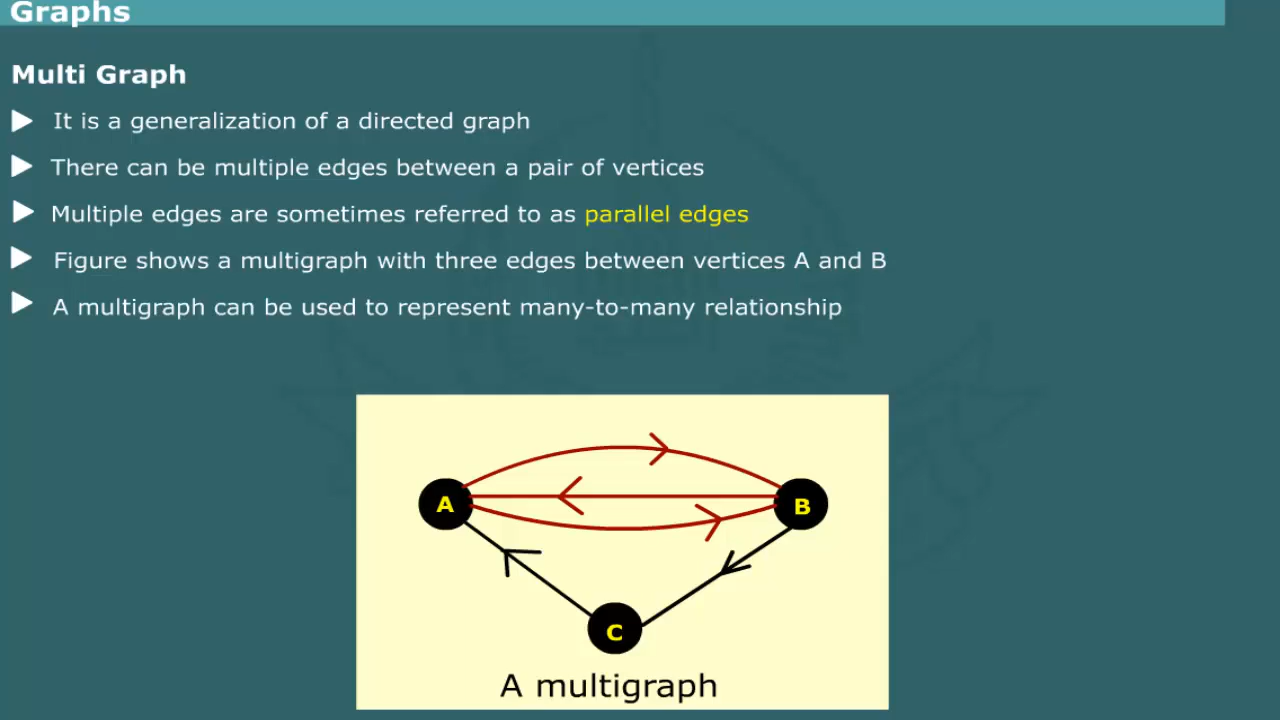 Graphs
Multi Graph
It is a generalization of a directed graph
There can be multiple edges between a pair of vertices
Multiple edges are sometimes referred to as parallel edges
Figure shows a multigraph with three edges between vertices A and B
A multigraph can be used to represent many-to-many relationship
A
B
C
A multigraph